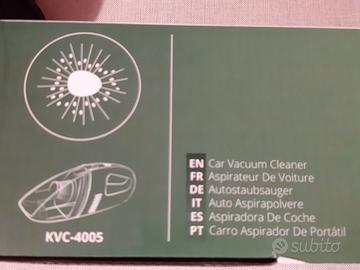 KVC-4005
EN Car Vacuum Cleaner
FR Aspirateur De Voiture
DE Autostaubsauger
IT Auto Aspirapolvere
ES Aspiradora De Coche
PT Carro Aspirador De Portátil
subito